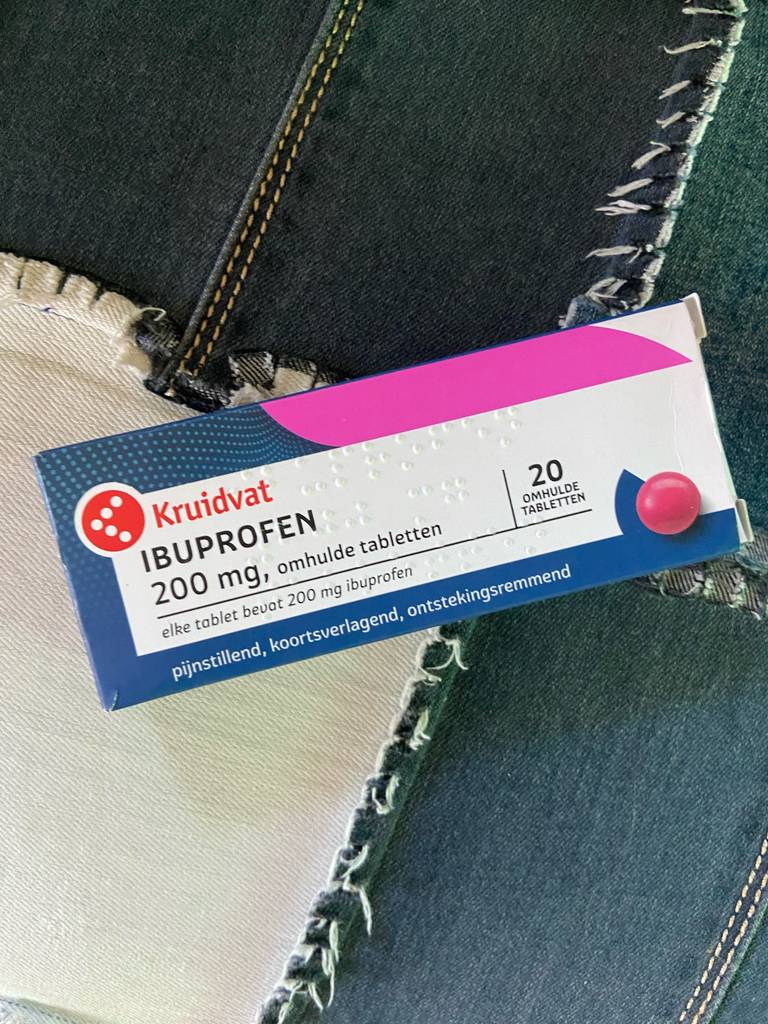 Kruidvat
IBUPROFEN
200 mg, omhulde tabletten
elke tablet bevat 200 mg ibuprofen
20
OMHULDE
TABLETTEN
pijnstillend, koortsverlagend, ontstekingsremmend